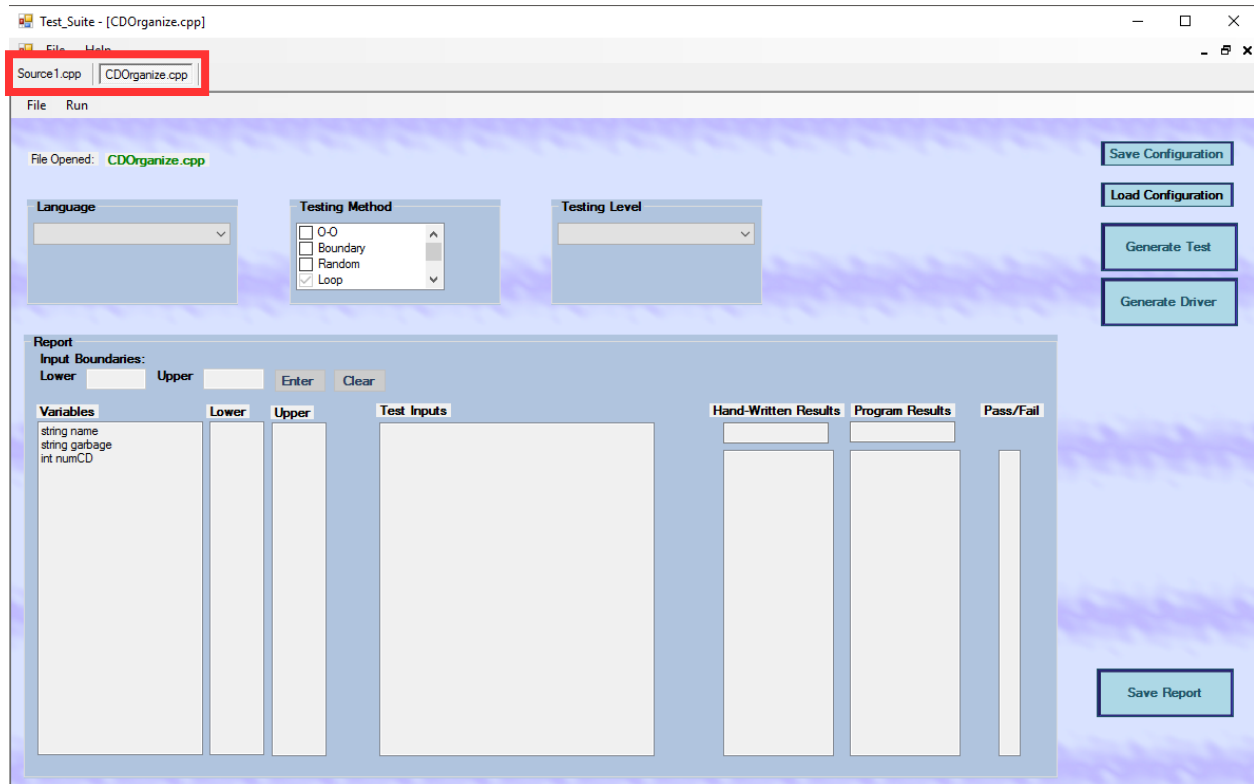 Test_Suite - [CDOrganize.cpp]
File Help
Source1.cpp CDOrganize.cpp
File Run
File Opened: CDOrganize.cpp
Save Configuration
Load Configuration
Language Testing Method Testing Level
O-O
Boundary
Random
Loop
Generate Test
Generate Driver
Report
Input Boundaries:
Lower Upper Enter Clear
Variables Lower Upper Test Inputs Hand-Written Results Program Results Pass/Fail
string name
string garbage
int numCD
Save Report